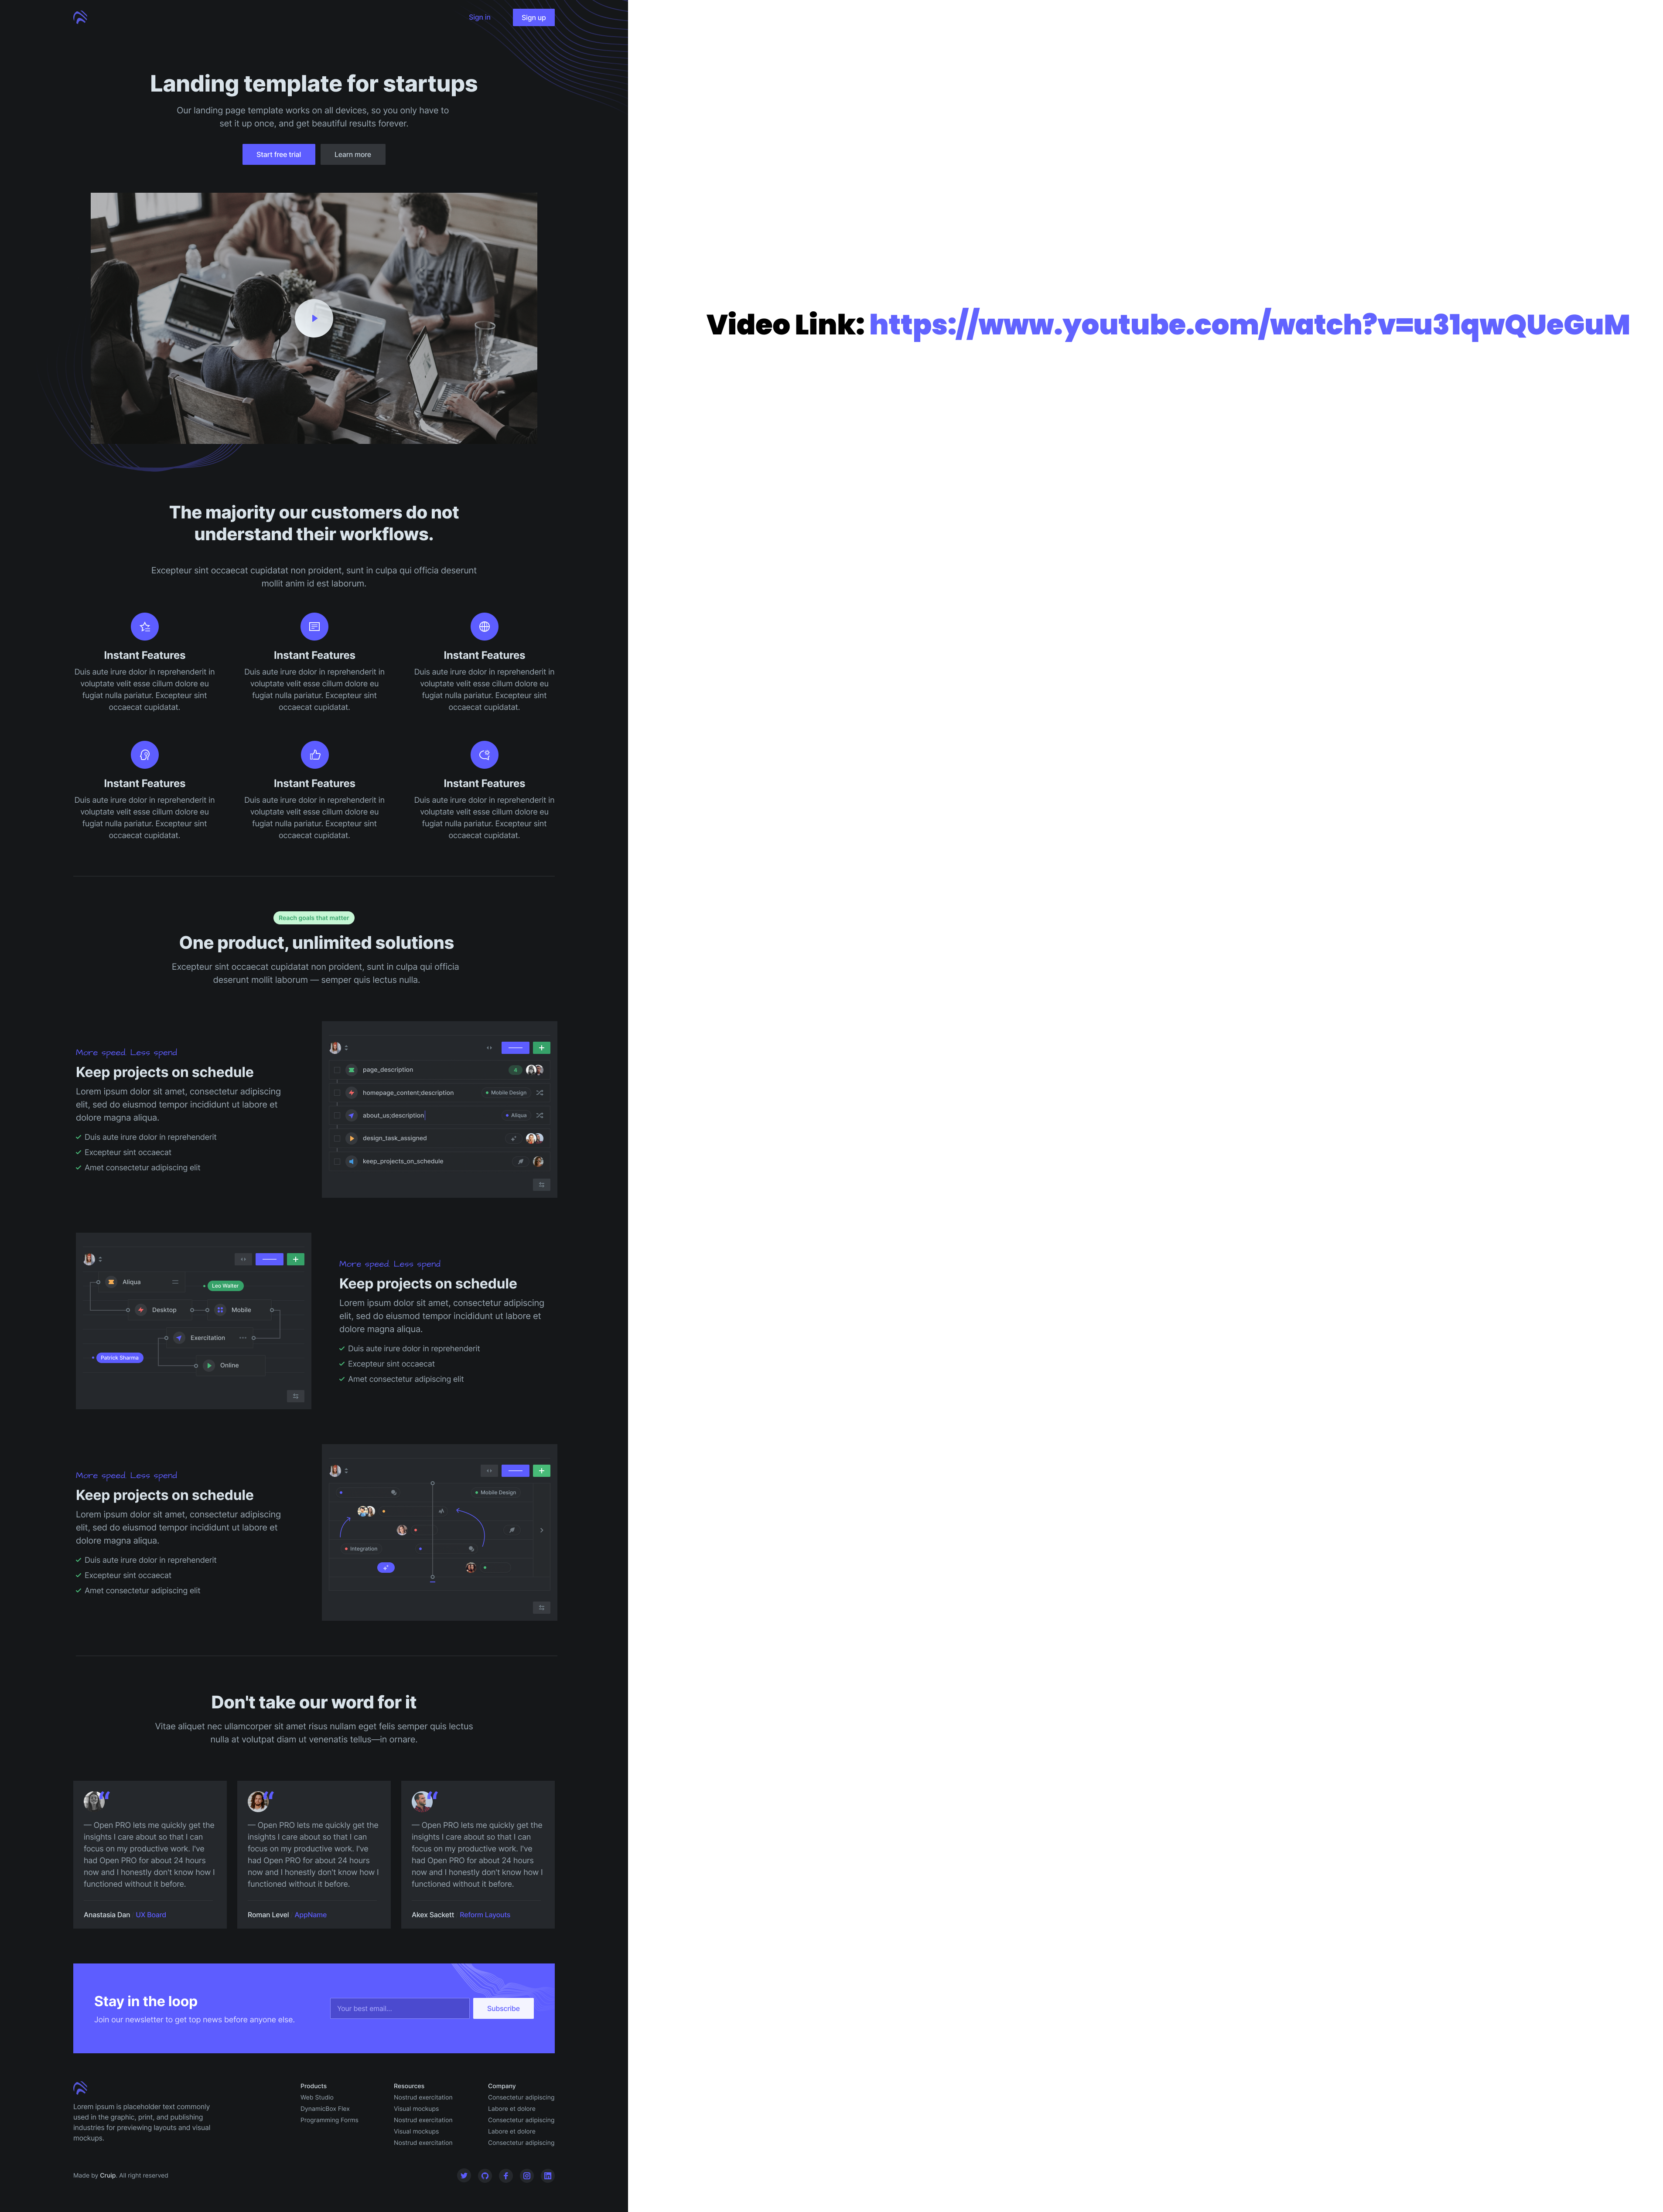 Sign in
Sign up
Landing template for startups
Our landing page template works on all devices, so you only have to
set it up once, and get beautiful results forever.
Start free trial
Learn more
Video Link: https://www.youtube.com/watch?v=u31qwQUeGuM
The majority our customers do not
understand their workflows.
Excepteur sint occaecat cupidatat non proident, sunt in culpa qui officia deserunt
mollit anim id est laborum.
Instant Features
Duis aute irure dolor in reprehenderit in
voluptate velit esse cillum dolore eu
fugiat nulla pariatur. Excepteur sint
occaecat cupidatat.
Instant Features
Duis aute irure dolor in reprehenderit in
voluptate velit esse cillum dolore eu
fugiat nulla pariatur. Excepteur sint
occaecat cupidatat.
Instant Features
Duis aute irure dolor in reprehenderit in
voluptate velit esse cillum dolore eu
fugiat nulla pariatur. Excepteur sint
occaecat cupidatat.
Instant Features
Duis aute irure dolor in reprehenderit in
voluptate velit esse cillum dolore eu
fugiat nulla pariatur. Excepteur sint
occaecat cupidatat.
Instant Features
Duis aute irure dolor in reprehenderit in
voluptate velit esse cillum dolore eu
fugiat nulla pariatur. Excepteur sint
occaecat cupidatat.
Instant Features
Duis aute irure dolor in reprehenderit in
voluptate velit esse cillum dolore eu
fugiat nulla pariatur. Excepteur sint
occaecat cupidatat.
Reach goals that matter
One product, unlimited solutions
Excepteur sint occaecat cupidatat non proident, sunt in culpa qui officia
deserunt mollit laborum — semper quis lectus nulla.
More speed. Less spend
Keep projects on schedule
Lorem ipsum dolor sit amet, consectetur adipiscing
elit, sed do eiusmod tempor incididunt ut labore et
dolore magna aliqua.
Duis aute irure dolor in reprehenderit
Excepteur sint occaecat
Amet consectetur adipiscing elit
page_description
homepage_content;description
Mobile Design
about_us;description
Aliqua
design_task_assigned
keep_projects_on_schedule
Aliqua
Leo Walter
Desktop
Mobile
Exercitation
Patrick Sharma
Online
More speed. Less spend
Keep projects on schedule
Lorem ipsum dolor sit amet, consectetur adipiscing
elit, sed do eiusmod tempor incididunt ut labore et
dolore magna aliqua.
Duis aute irure dolor in reprehenderit
Excepteur sint occaecat
Amet consectetur adipiscing elit
More speed. Less spend
Keep projects on schedule
Lorem ipsum dolor sit amet, consectetur adipiscing
elit, sed do eiusmod tempor incididunt ut labore et
dolore magna aliqua.
Duis aute irure dolor in reprehenderit
Excepteur sint occaecat
Amet consectetur adipiscing elit
Mobile Design
Integration
Don't take our word for it
Vitae aliquet nec ullamcorper sit amet risus nullam eget felis semper quis lectus
nulla at volutpat diam ut venenatis tellus—in ornare.
— Open PRO lets me quickly get the
insights I care about so that I can
focus on my productive work. I've
had Open PRO for about 24 hours
now and I honestly don't know how I
functioned without it before.
Anastasia Dan UX Board
— Open PRO lets me quickly get the
insights I care about so that I can
focus on my productive work. I've
had Open PRO for about 24 hours
now and I honestly don't know how I
functioned without it before.
Roman Level AppName
— Open PRO lets me quickly get the
insights I care about so that I can
focus on my productive work. I've
had Open PRO for about 24 hours
now and I honestly don't know how I
functioned without it before.
Akex Sackett Reform Layouts
Stay in the loop
Join our newsletter to get top news before anyone else.
Your best email...
Subscribe
Lorem ipsum is placeholder text commonly
used in the graphic, print, and publishing
industries for previewing layouts and visual
mockups.
Products
Web Studio
DynamicBox Flex
Programming Forms
Resources
Nostrud exercitation
Visual mockups
Nostrud exercitation
Visual mockups
Nostrud exercitation
Company
Consectetur adipiscing
Labore et dolore
Consectetur adipiscing
Labore et dolore
Consectetur adipiscing
Made by Cruip. All right reserved